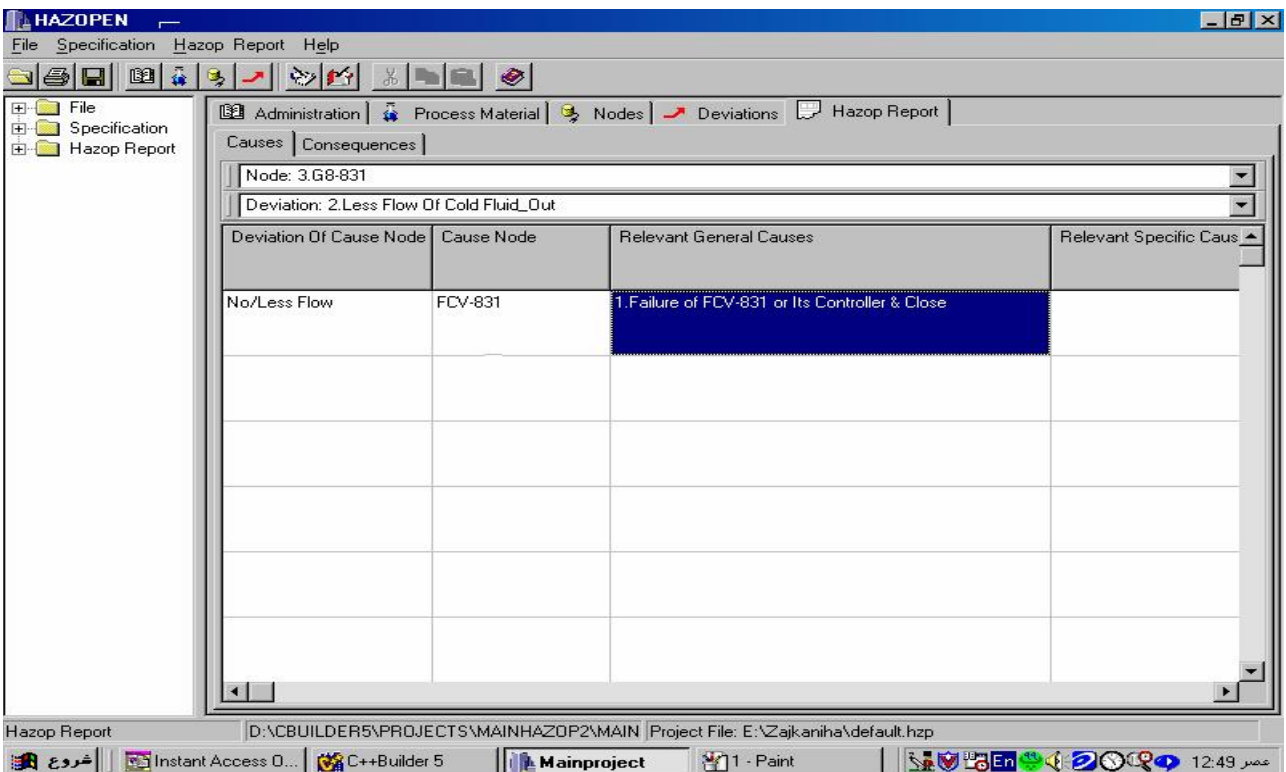 HAZOPEN
File Specification Hazop Report Help
File
Specification
Hazop Report
Administration Process Material Nodes Deviations Hazop Report
Causes Consequences
Node: 3.G8-831
Deviation: 2.Less Flow Of Cold Fluid_Out
Deviation Of Cause Node Cause Node Relevant General Causes Relevant Specific Caus
No/Less Flow FCV-831 1.Failure of FCV-831 or Its Controller & Close
Hazop Report D:\CBUILDER5\PROJECTS\MAINHAZOP2\MAIN Project File: E:\Zajkaniha\default.hzp
شروع Instant Access O... C++Builder 5 Mainproject 1 - Paint En 12:49 عصر